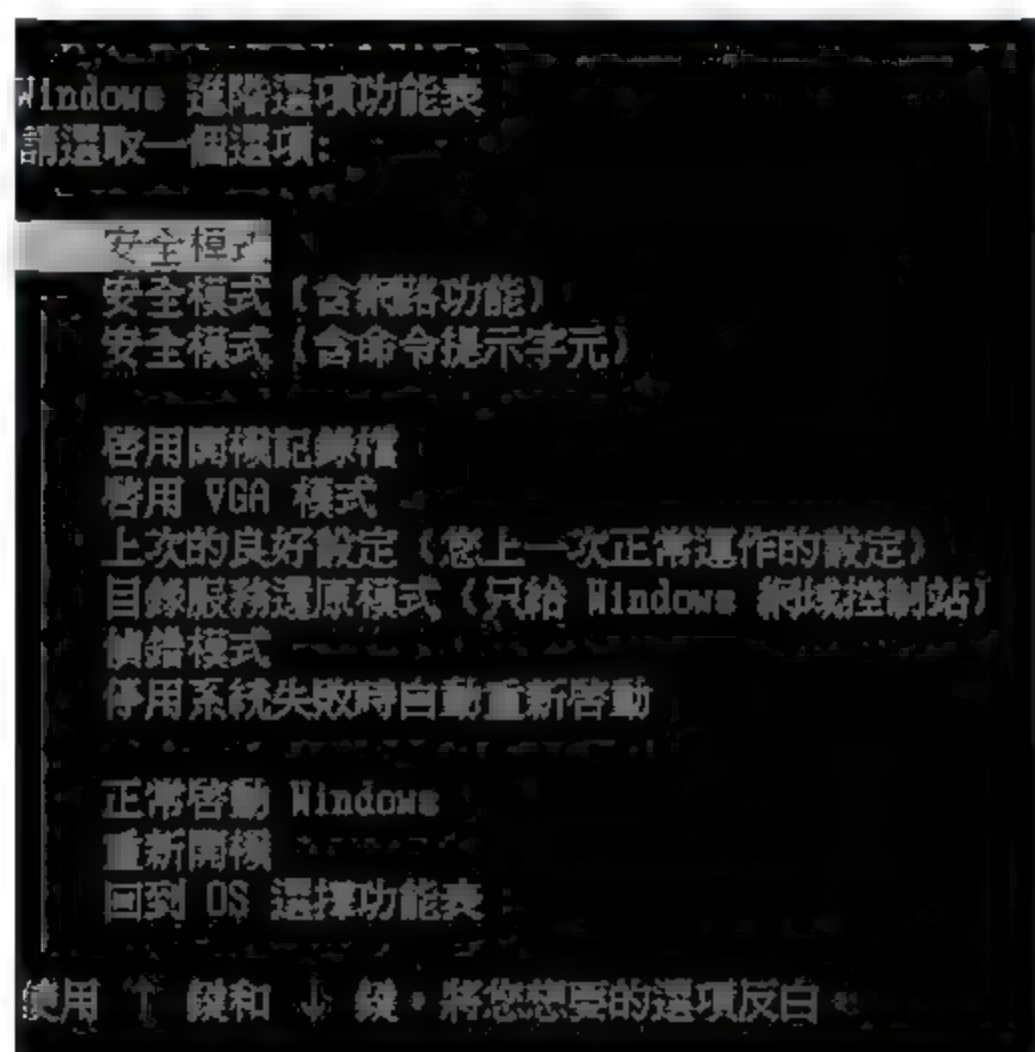 Windows 進階選項功能表
請選取一個選項:
安全模式
安全模式 (含網路功能)
安全模式 (含命令提示字元)
啓用開機記錄檔
啓用 VGA 模式
上次的良好設定 (您上一次正常運作的設定)
目錄服務還原模式 (只給 Windows 網域控制站)
偵錯模式
停用系統失敗時自動重新啓動
正常啓動 Windows
重新開機
回到 OS 選擇功能表
使用 ↑ 鍵和 ↓ 鍵,將您想要的選項反白。